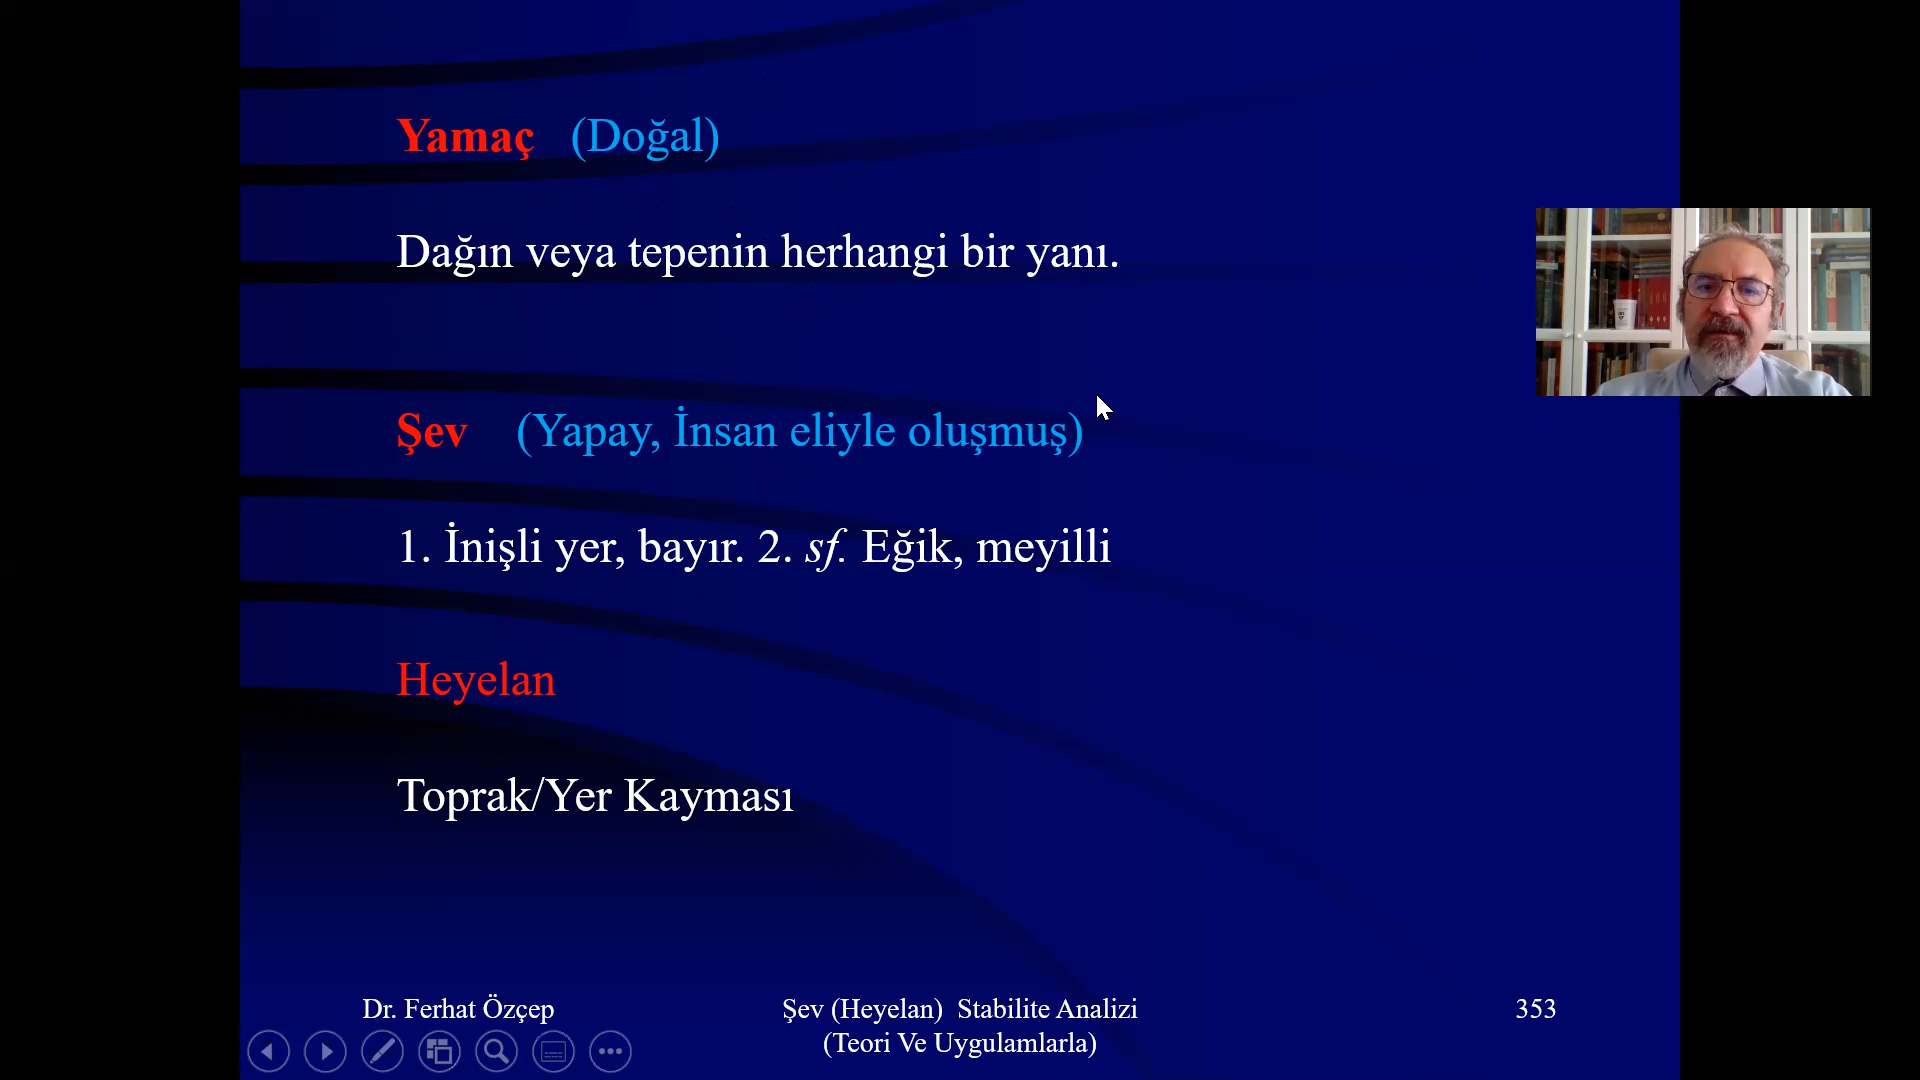 Yamaç (Doğal)
Dağın veya tepenin herhangi bir yanı.
Şev (Yapay, İnsan eliyle oluşmuş)
1. İnişli yer, bayır. 2. sf. Eğik, meyilli
Heyelan
Toprak/Yer Kayması
Dr. Ferhat Özçep
Şev (Heyelan) Stabilite Analizi
(Teori Ve Uygulamlarla)
353